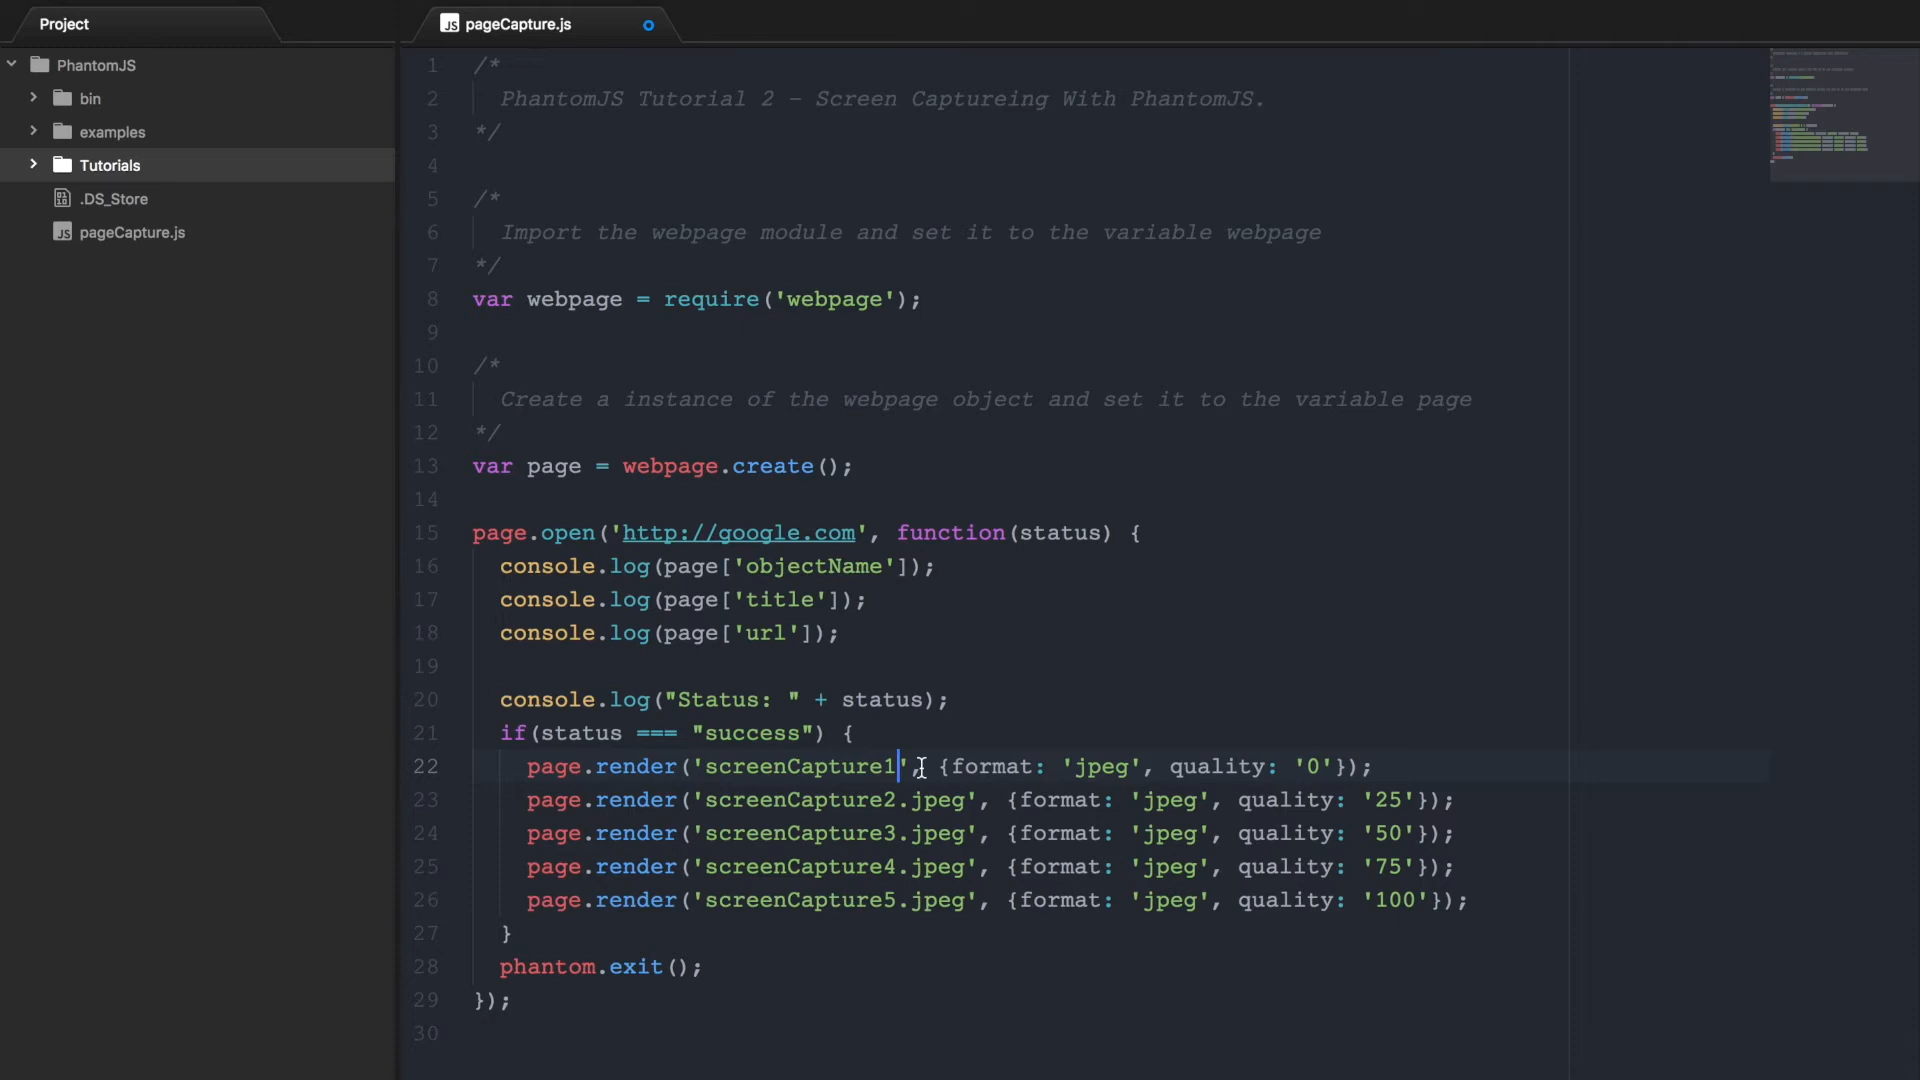 Project
pageCapture.js
PhantomJS
bin
examples
Tutorials
.DS_Store
pageCapture.js
1 /*
2 PhantomJS Tutorial 2 - Screen Captureing With PhantomJS.
3 */
4
5 /*
6 Import the webpage module and set it to the variable webpage
7 */
8 var webpage = require('webpage');
9
10 /*
11 Create a instance of the webpage object and set it to the variable page
12 */
13 var page = webpage.create();
14
15 page.open('http://google.com', function(status) {
16 console.log(page['objectName']);
17 console.log(page['title']);
18 console.log(page['url']);
19
20 console.log("Status: " + status);
21 if(status === "success") {
22 page.render('screenCapture1', {format: 'jpeg', quality: '0'});
23 page.render('screenCapture2.jpeg', {format: 'jpeg', quality: '25'});
24 page.render('screenCapture3.jpeg', {format: 'jpeg', quality: '50'});
25 page.render('screenCapture4.jpeg', {format: 'jpeg', quality: '75'});
26 page.render('screenCapture5.jpeg', {format: 'jpeg', quality: '100'});
27 }
28 phantom.exit();
29 });
30